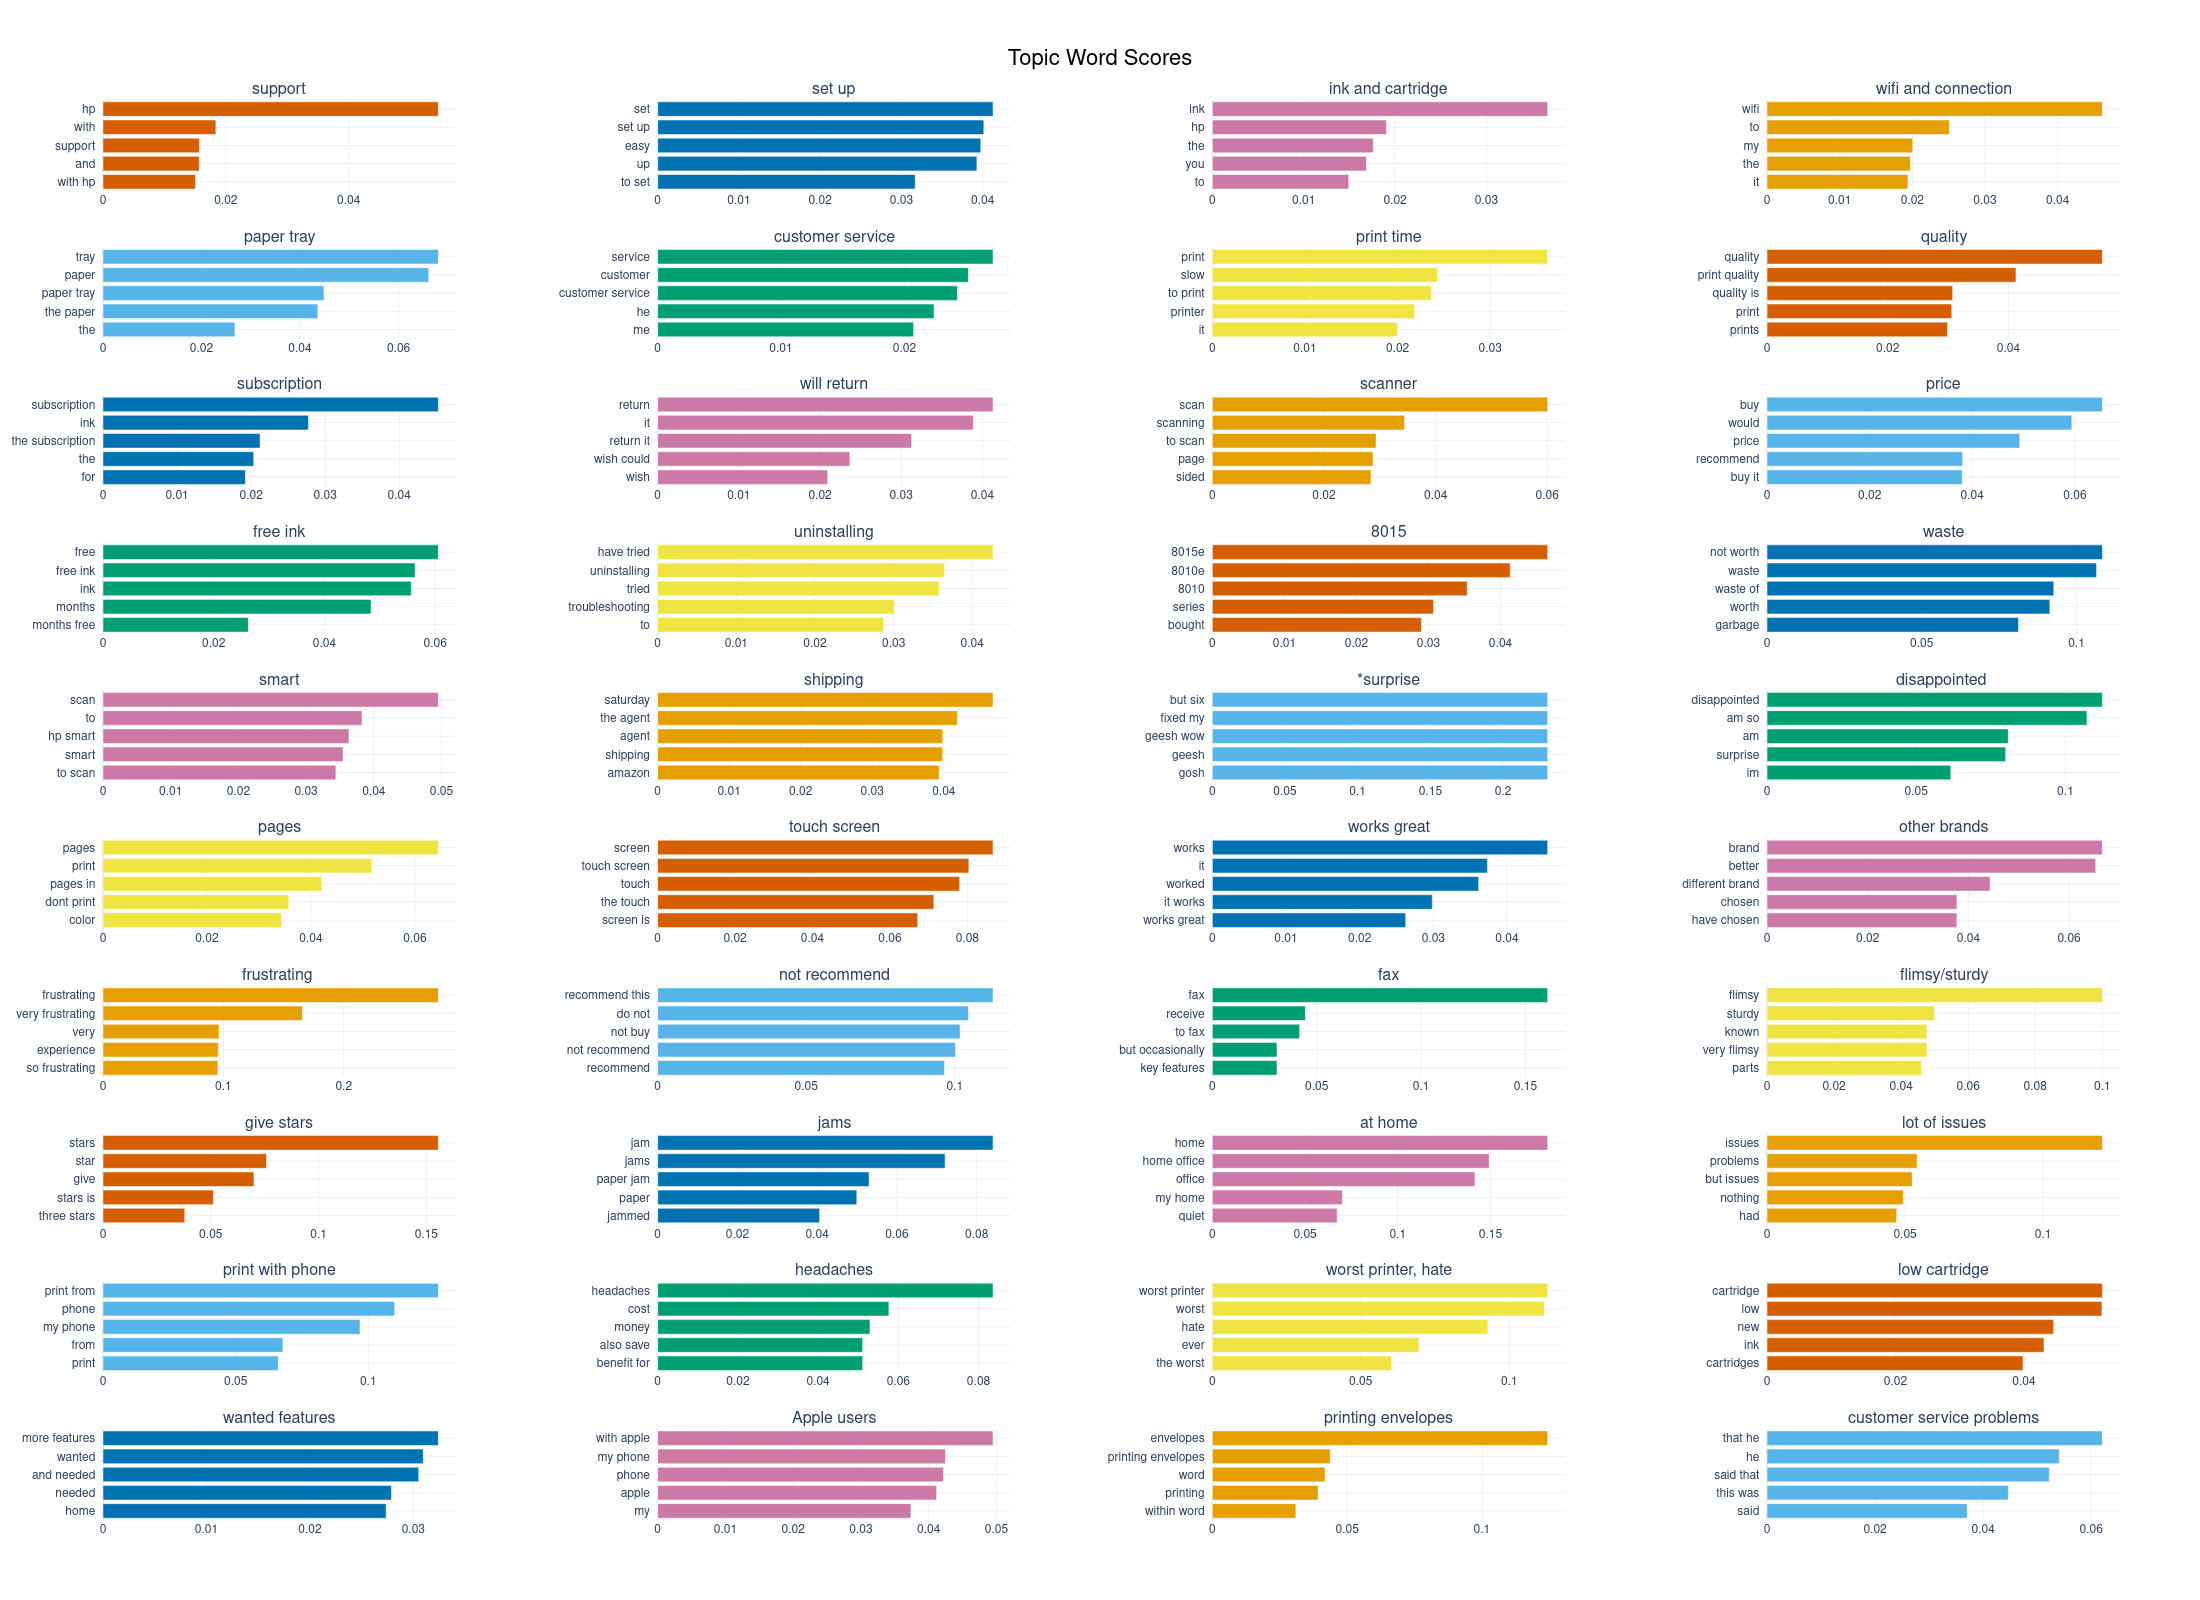 Topic Word Scores
support
hp
with
support
and
with hp
0 0.02 0.04
set up
set
set up
easy
up
to set
0 0.01 0.02 0.03 0.04
ink and cartridge
ink
hp
the
you
to
0 0.01 0.02 0.03
wifi and connection
wifi
to
my
the
it
0 0.01 0.02 0.03 0.04
paper tray
tray
paper
paper tray
the paper
the
0 0.02 0.04 0.06
customer service
service
customer
customer service
he
me
0 0.01 0.02
print time
print
slow
to print
printer
it
0 0.01 0.02 0.03
quality
quality
print quality
quality is
print
prints
0 0.02 0.04
subscription
subscription
ink
the subscription
the
for
0 0.01 0.02 0.03 0.04
will return
return
it
return it
wish could
wish
0 0.01 0.02 0.03 0.04
scanner
scan
scanning
to scan
page
sided
0 0.02 0.04 0.06
price
buy
would
price
recommend
buy it
0 0.02 0.04 0.06
free ink
free
free ink
ink
months
months free
0 0.02 0.04 0.06
uninstalling
have tried
uninstalling
tried
troubleshooting
to
0 0.01 0.02 0.03 0.04
8015
8015e
8010e
8010
series
bought
0 0.01 0.02 0.03 0.04
waste
not worth
waste
waste of
worth
garbage
0 0.05 0.1
smart
scan
to
hp smart
smart
to scan
0 0.01 0.02 0.03 0.04 0.05
shipping
saturday
the agent
agent
shipping
amazon
0 0.01 0.02 0.03 0.04
*surprise
but six
fixed my
geesh wow
geesh
gosh
0 0.05 0.1 0.15 0.2
disappointed
disappointed
am so
am
surprise
im
0 0.05 0.1
pages
pages
print
pages in
dont print
color
0 0.02 0.04 0.06
touch screen
screen
touch screen
touch
the touch
screen is
0 0.02 0.04 0.06 0.08
works great
works
it
worked
it works
works great
0 0.01 0.02 0.03 0.04
other brands
brand
better
different brand
chosen
have chosen
0 0.02 0.04 0.06
frustrating
frustrating
very frustrating
very
experience
so frustrating
0 0.1 0.2
not recommend
recommend this
do not
not buy
not recommend
recommend
0 0.05 0.1
fax
fax
receive
to fax
but occasionally
key features
0 0.05 0.1 0.15
flimsy/sturdy
flimsy
sturdy
known
very flimsy
parts
0 0.02 0.04 0.06 0.08 0.1
give stars
stars
star
give
stars is
three stars
0 0.05 0.1 0.15
jams
jam
jams
paper jam
paper
jammed
0 0.02 0.04 0.06 0.08
at home
home
home office
office
my home
quiet
0 0.05 0.1 0.15
lot of issues
issues
problems
but issues
nothing
had
0 0.05 0.1
print with phone
print from
phone
my phone
from
print
0 0.05 0.1
headaches
headaches
cost
money
also save
benefit for
0 0.02 0.04 0.06 0.08
worst printer, hate
worst printer
worst
hate
ever
the worst
0 0.05 0.1
low cartridge
cartridge
low
new
ink
cartridges
0 0.02 0.04
wanted features
more features
wanted
and needed
needed
home
0 0.01 0.02 0.03
Apple users
with apple
my phone
phone
apple
my
0 0.01 0.02 0.03 0.04 0.05
printing envelopes
envelopes
printing envelopes
word
printing
within word
0 0.05 0.1
customer service problems
that he
he
said that
this was
said
0 0.02 0.04 0.06